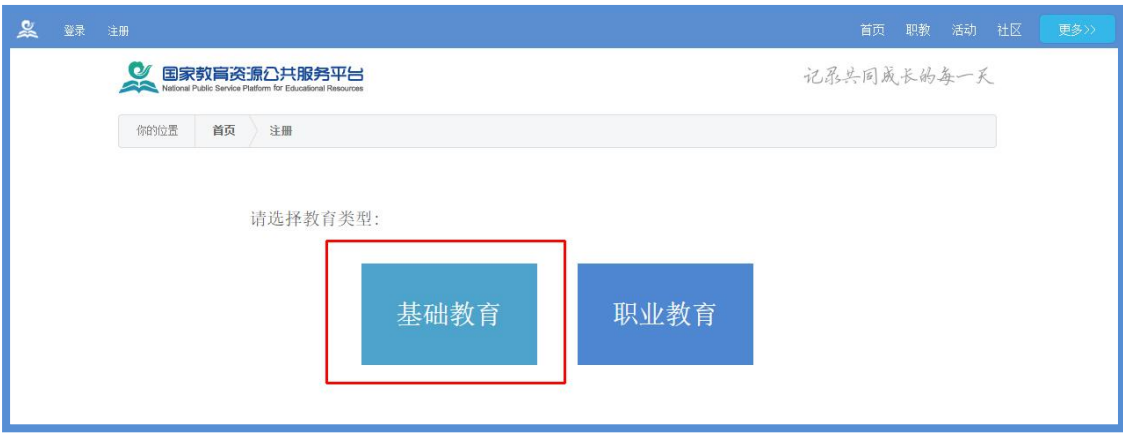 登录 注册 首页 职教 活动 社区 更多>>
国家教育资源公共服务平台
National Public Service Platform for Educational Resources
记录共同成长的每一天
你的位置 首页 注册
请选择教育类型:
基础教育 职业教育